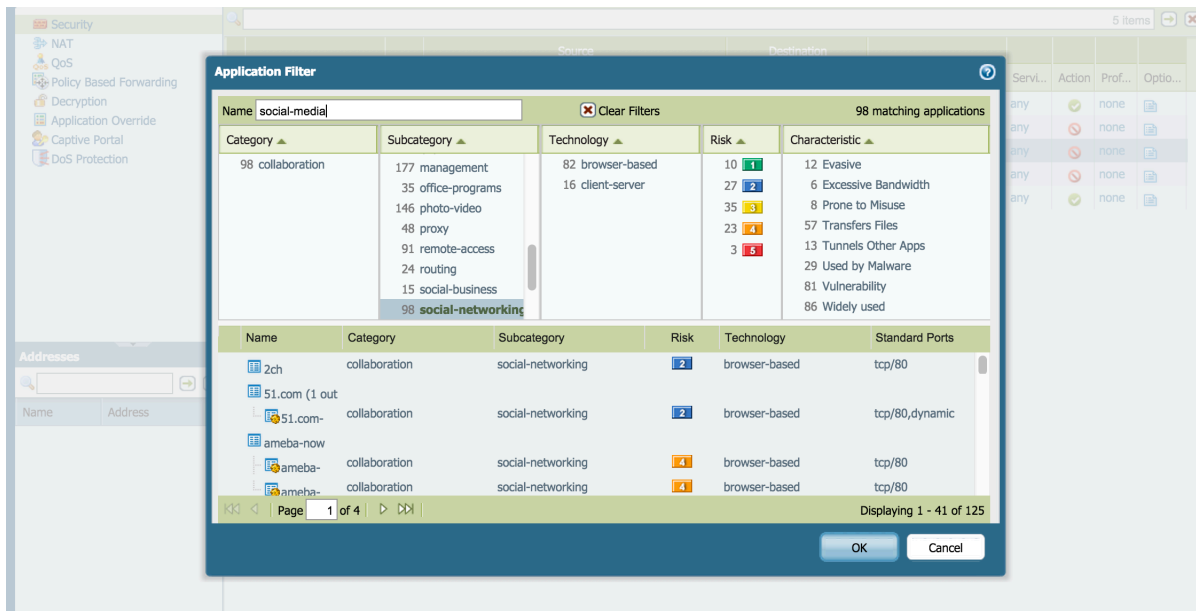 Security
NAT
QoS
Policy Based Forwarding
Decryption
Application Override
Captive Portal
DoS Protection
5 items
Source
Destination
Servi... Action Prof... Optio...
any none
any none
any none
any none
any none
Addresses
Name Address
Application Filter
Name social-media Clear Filters 98 matching applications
Category Subcategory Technology Risk Characteristic
98 collaboration
177 management
35 office-programs
146 photo-video
48 proxy
91 remote-access
24 routing
15 social-business
98 social-networking
82 browser-based
16 client-server
10 1
27 2
35 3
23 4
3 5
12 Evasive
6 Excessive Bandwidth
8 Prone to Misuse
57 Transfers Files
13 Tunnels Other Apps
29 Used by Malware
81 Vulnerability
86 Widely used
Name Category Subcategory Risk Technology Standard Ports
2ch collaboration social-networking 2 browser-based tcp/80
51.com (1 out
51.com- collaboration social-networking 2 browser-based tcp/80,dynamic
ameba-now
ameba- collaboration social-networking 4 browser-based tcp/80
ameba- collaboration social-networking 4 browser-based tcp/80
Page 1 of 4 Displaying 1 - 41 of 125
OK Cancel